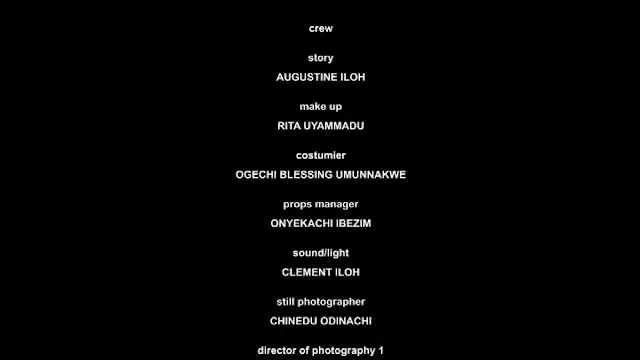 crew
story
AUGUSTINE ILOH
make up
RITA UYAMMADU
costumier
OGECHI BLESSING UMUNNAKWE
props manager
ONYEKACHI IBEZIM
sound/light
CLEMENT ILOH
still photographer
CHINEDU ODINACHI
director of photography 1